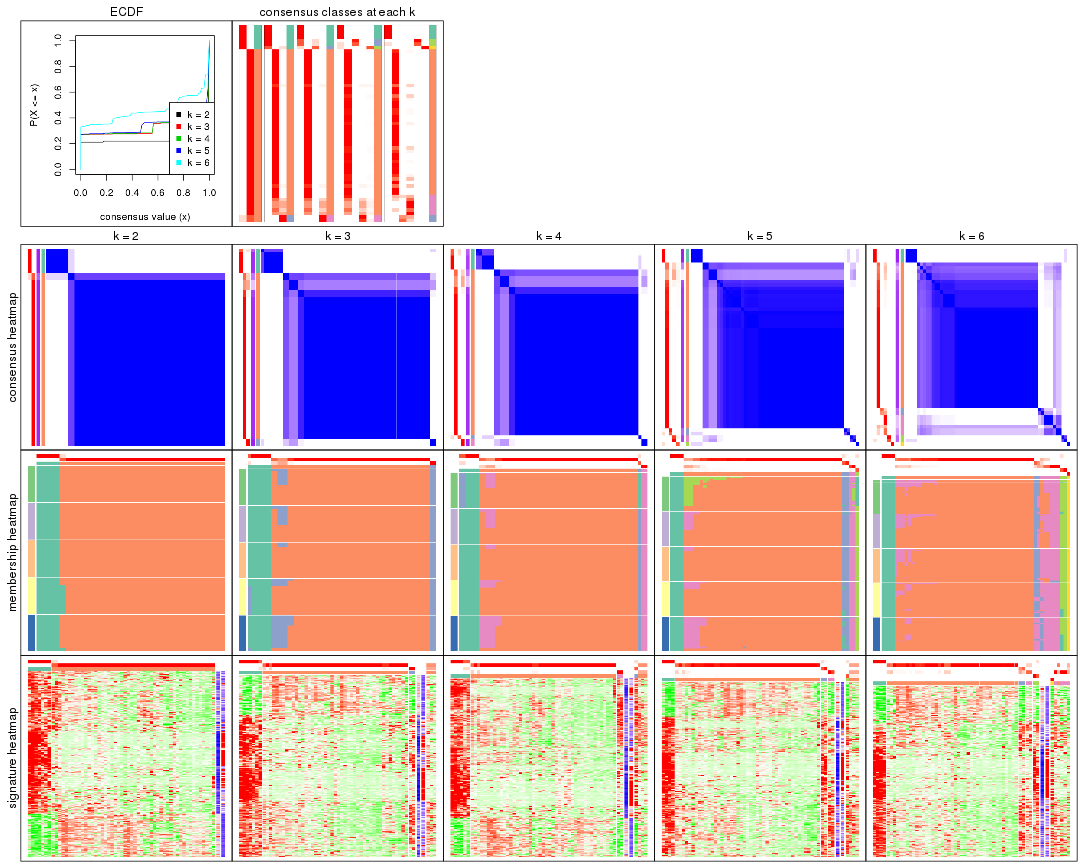 ECDF
consensus classes at each k
P(X <= x)
0.0 0.2 0.4 0.6 0.8 1.0
k = 2
k = 3
k = 4
k = 5
k = 6
0.0 0.2 0.4 0.6 0.8 1.0
consensus value (x)
k = 2
k = 3
k = 4
k = 5
k = 6
consensus heatmap
membership heatmap
signature heatmap